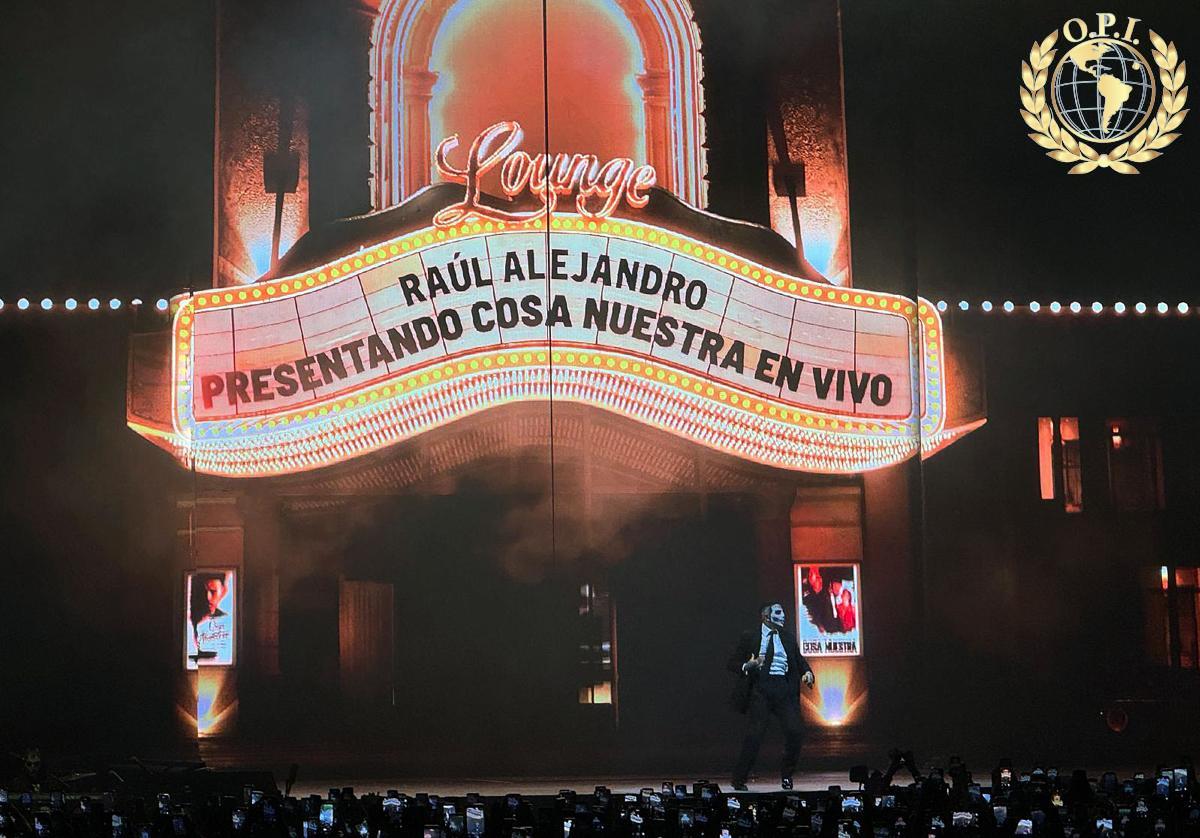 O.P.I.
Lounge
RAÚL ALEJANDRO
PRESENTANDO COSA NUESTRA EN VIVO
COSA NUESTRA